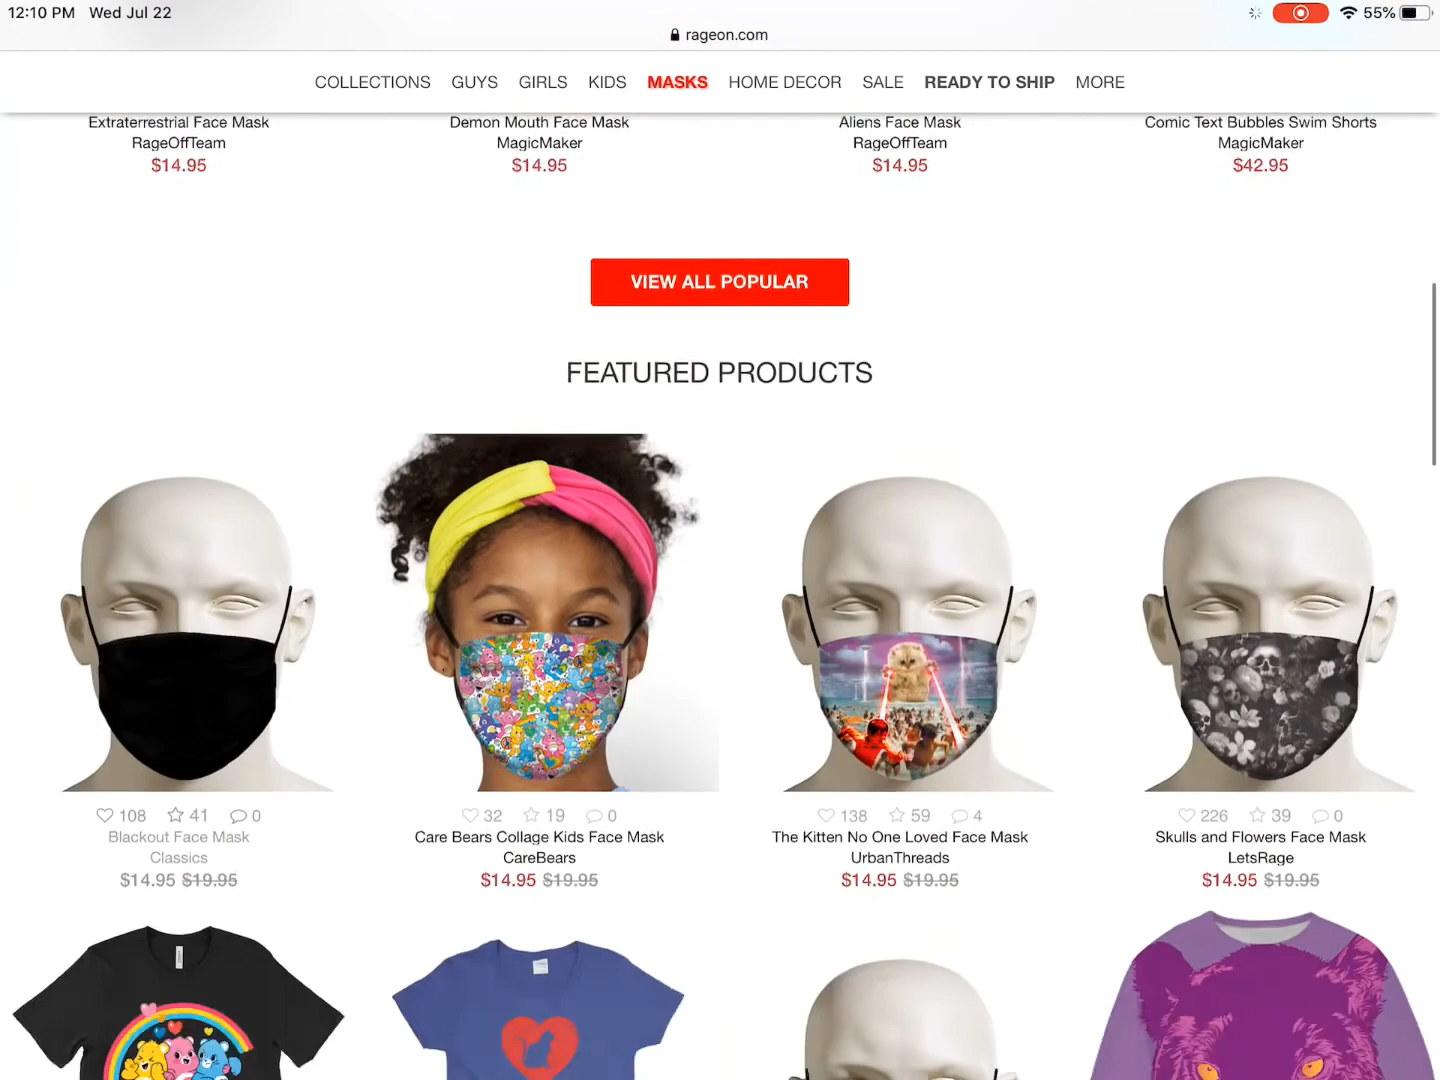 12:10 PM Wed Jul 22
55%
rageon.com
COLLECTIONS GUYS GIRLS KIDS MASKS HOME DECOR SALE READY TO SHIP MORE
Extraterrestrial Face Mask
RageOffTeam
$14.95
Demon Mouth Face Mask
MagicMaker
$14.95
Aliens Face Mask
RageOffTeam
$14.95
Comic Text Bubbles Swim Shorts
MagicMaker
$42.95
VIEW ALL POPULAR
FEATURED PRODUCTS
108 41 0
Blackout Face Mask
Classics
$14.95 $19.95
32 19 0
Care Bears Collage Kids Face Mask
CareBears
$14.95 $19.95
138 59 4
The Kitten No One Loved Face Mask
UrbanThreads
$14.95 $19.95
226 39 0
Skulls and Flowers Face Mask
LetsRage
$14.95 $19.95